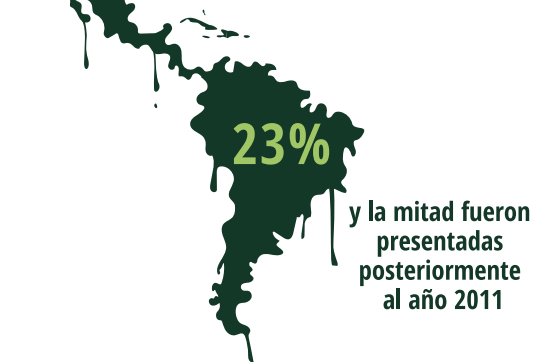 23%
y la mitad fueron
presentadas
posteriormente
al año 2011